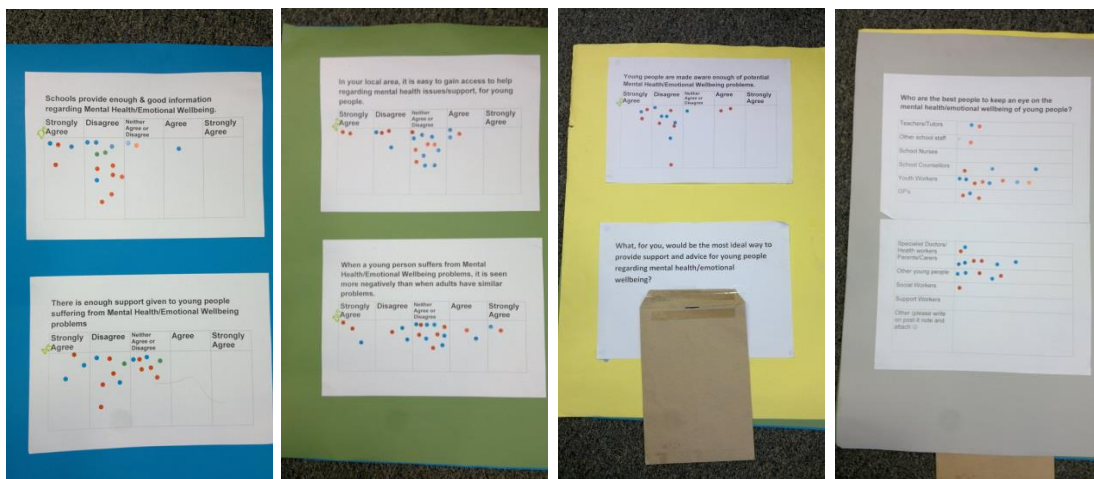 Schools provide enough & good information
regarding Mental Health/Emotional Wellbeing.
Strongly Agree
Disagree
Neither Agree or Disagree
Agree
Strongly Agree
There is enough support given to young people
suffering from Mental Health/Emotional Wellbeing
problems
Strongly Agree
Disagree
Neither Agree or Disagree
Agree
Strongly Agree
In your local area, it is easy to gain access to help
regarding mental health issues/support, for young
people.
Strongly Agree
Disagree
Neither Agree or Disagree
Agree
Strongly Agree
When a young person suffers from Mental
Health/Emotional Wellbeing problems, it is seen
more negatively than when adults have similar
problems.
Strongly Agree
Disagree
Neither Agree or Disagree
Agree
Strongly Agree
Young people are made aware enough of potential
Mental Health/Emotional Wellbeing problems.
Strongly Agree
Disagree
Neither Agree or Disagree
Agree
Strongly Agree
What, for you, would be the most ideal way to
provide support and advice for young people
regarding mental health/emotional
wellbeing?
Who are the best people to keep an eye on the
mental health/emotional wellbeing of young people?
Teachers/Tutors
Other school staff
School Nurses
School Counsellors
Youth Workers
GP's
Specialist Doctors/
Health workers
Parents/Carers
Other young people
Social Workers
Support Workers
Other (please write
on post-it note and
attach ☺